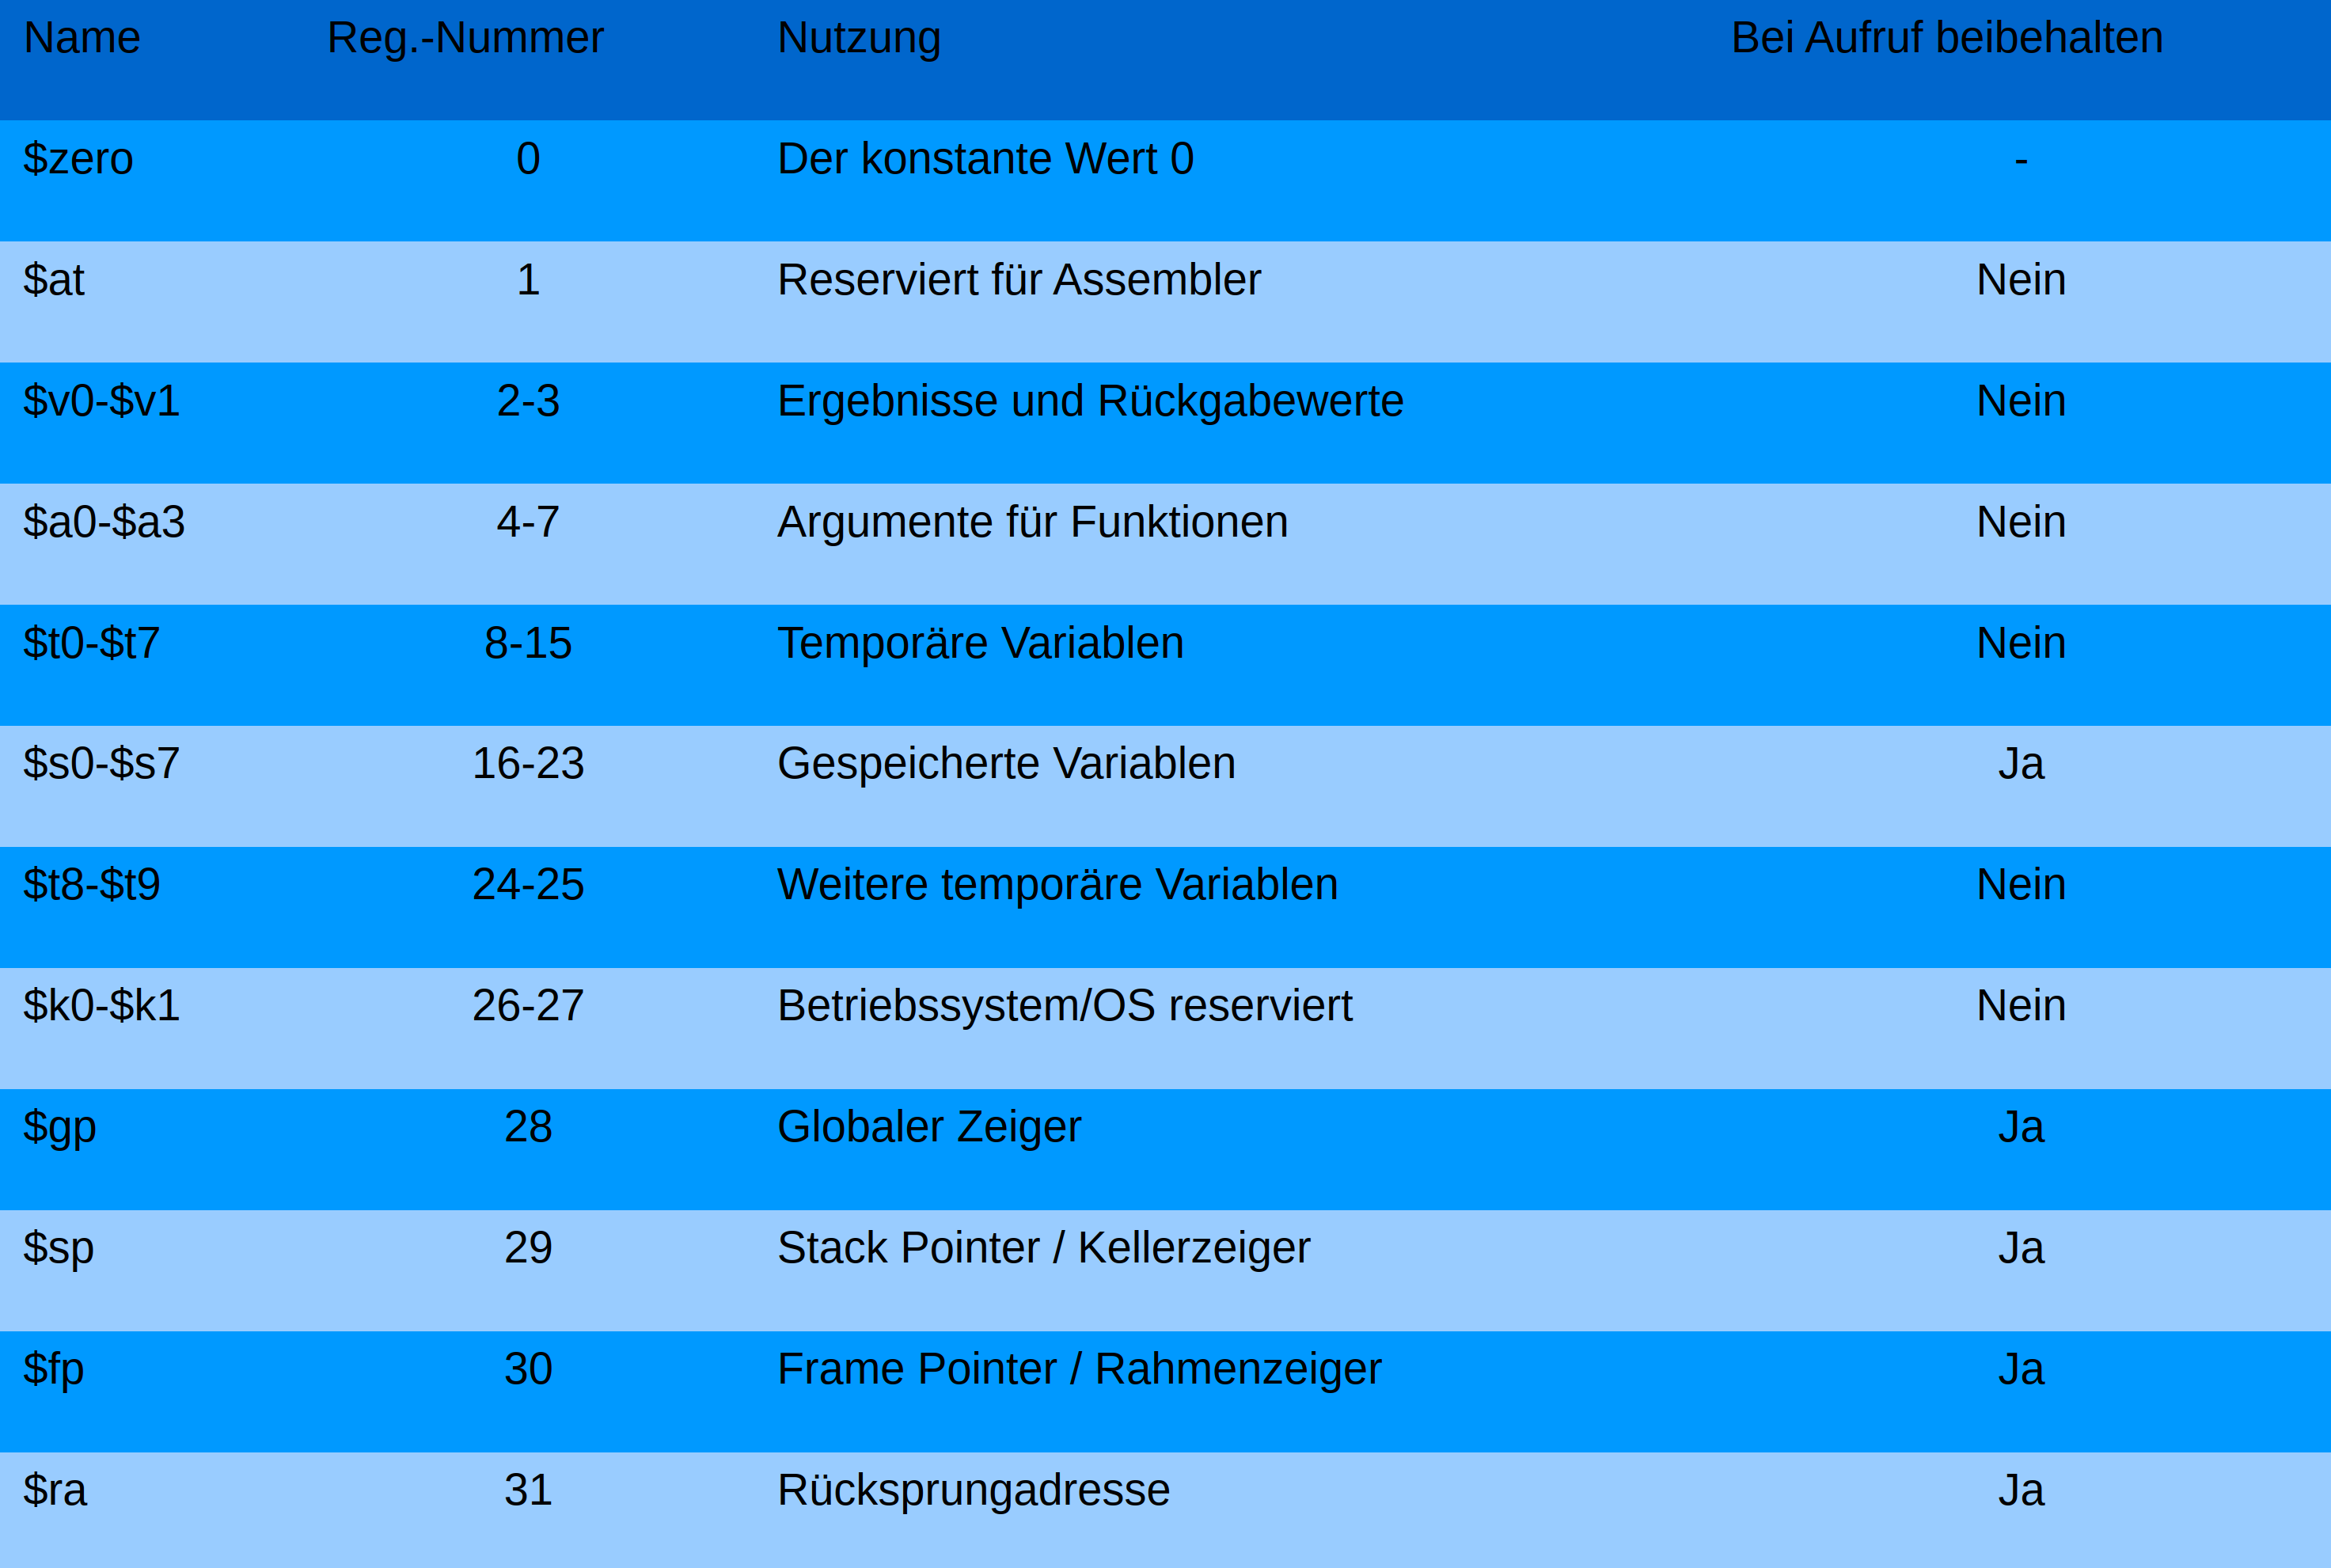 Name Reg.-Nummer Nutzung Bei Aufruf beibehalten
$zero 0 Der konstante Wert 0 -
$at 1 Reserviert für Assembler Nein
$v0-$v1 2-3 Ergebnisse und Rückgabewerte Nein
$a0-$a3 4-7 Argumente für Funktionen Nein
$t0-$t7 8-15 Temporäre Variablen Nein
$s0-$s7 16-23 Gespeicherte Variablen Ja
$t8-$t9 24-25 Weitere temporäre Variablen Nein
$k0-$k1 26-27 Betriebssystem/OS reserviert Nein
$gp 28 Globaler Zeiger Ja
$sp 29 Stack Pointer / Kellerzeiger Ja
$fp 30 Frame Pointer / Rahmenzeiger Ja
$ra 31 Rücksprungadresse Ja